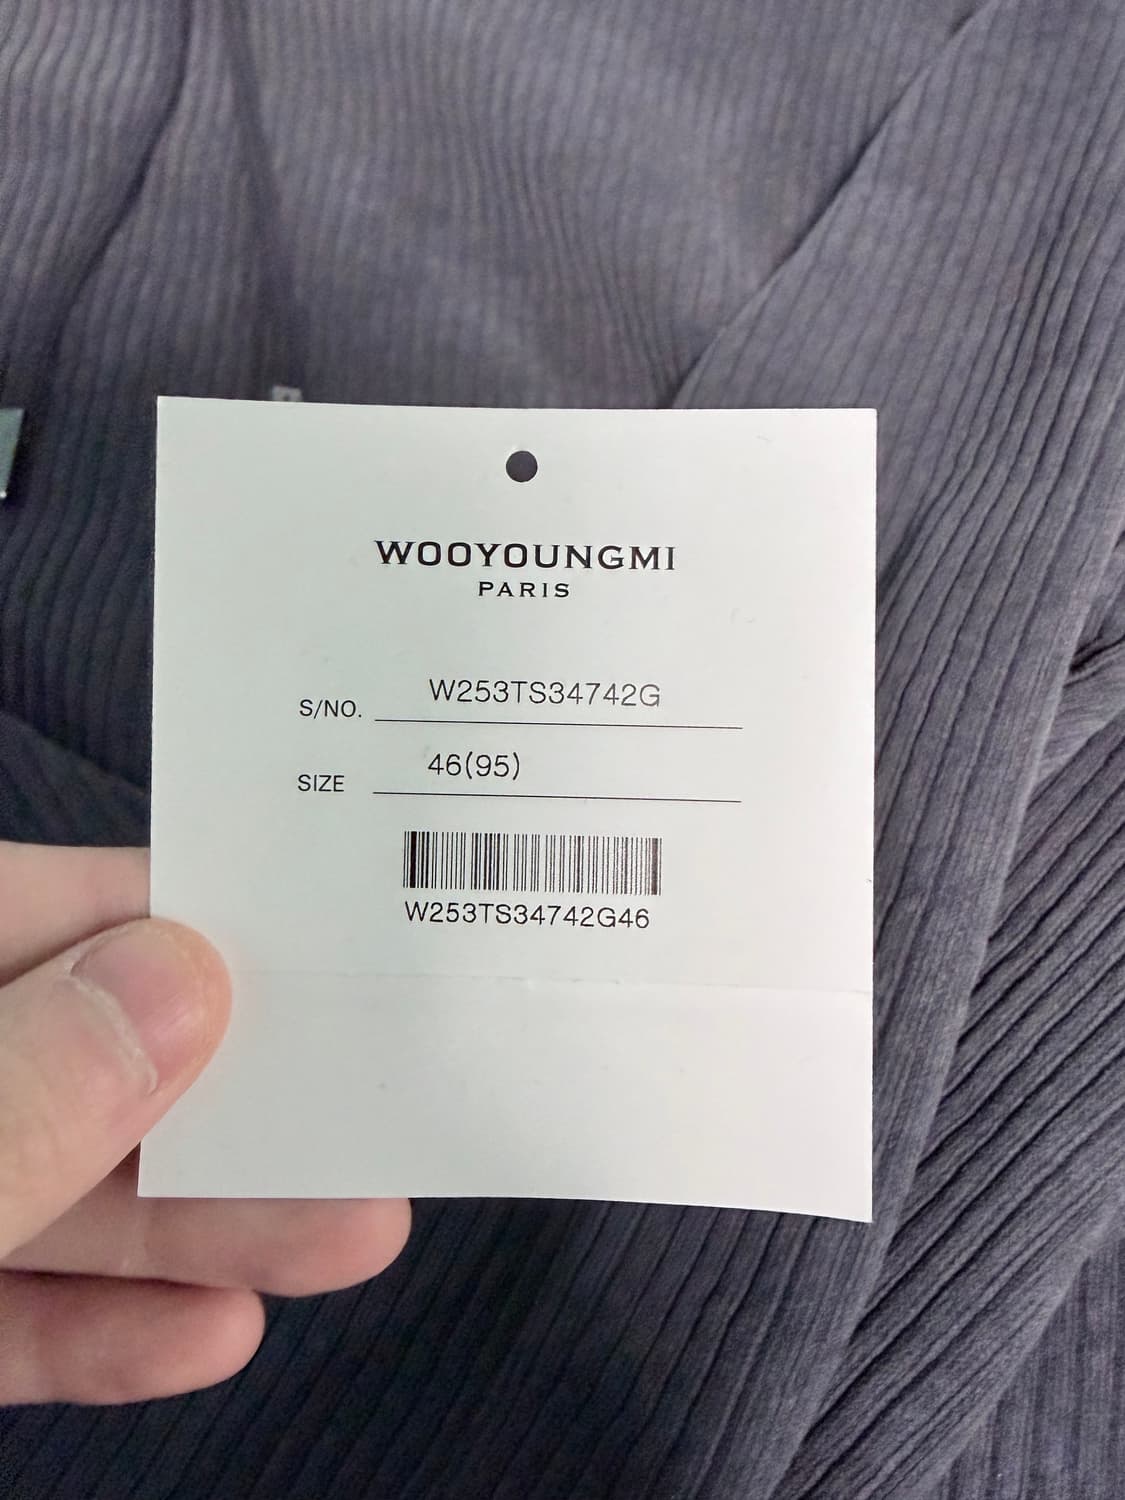 WOOYOUNGMI
PARIS
S/NO. W253TS34742G
SIZE 46(95)
W253TS34742G46